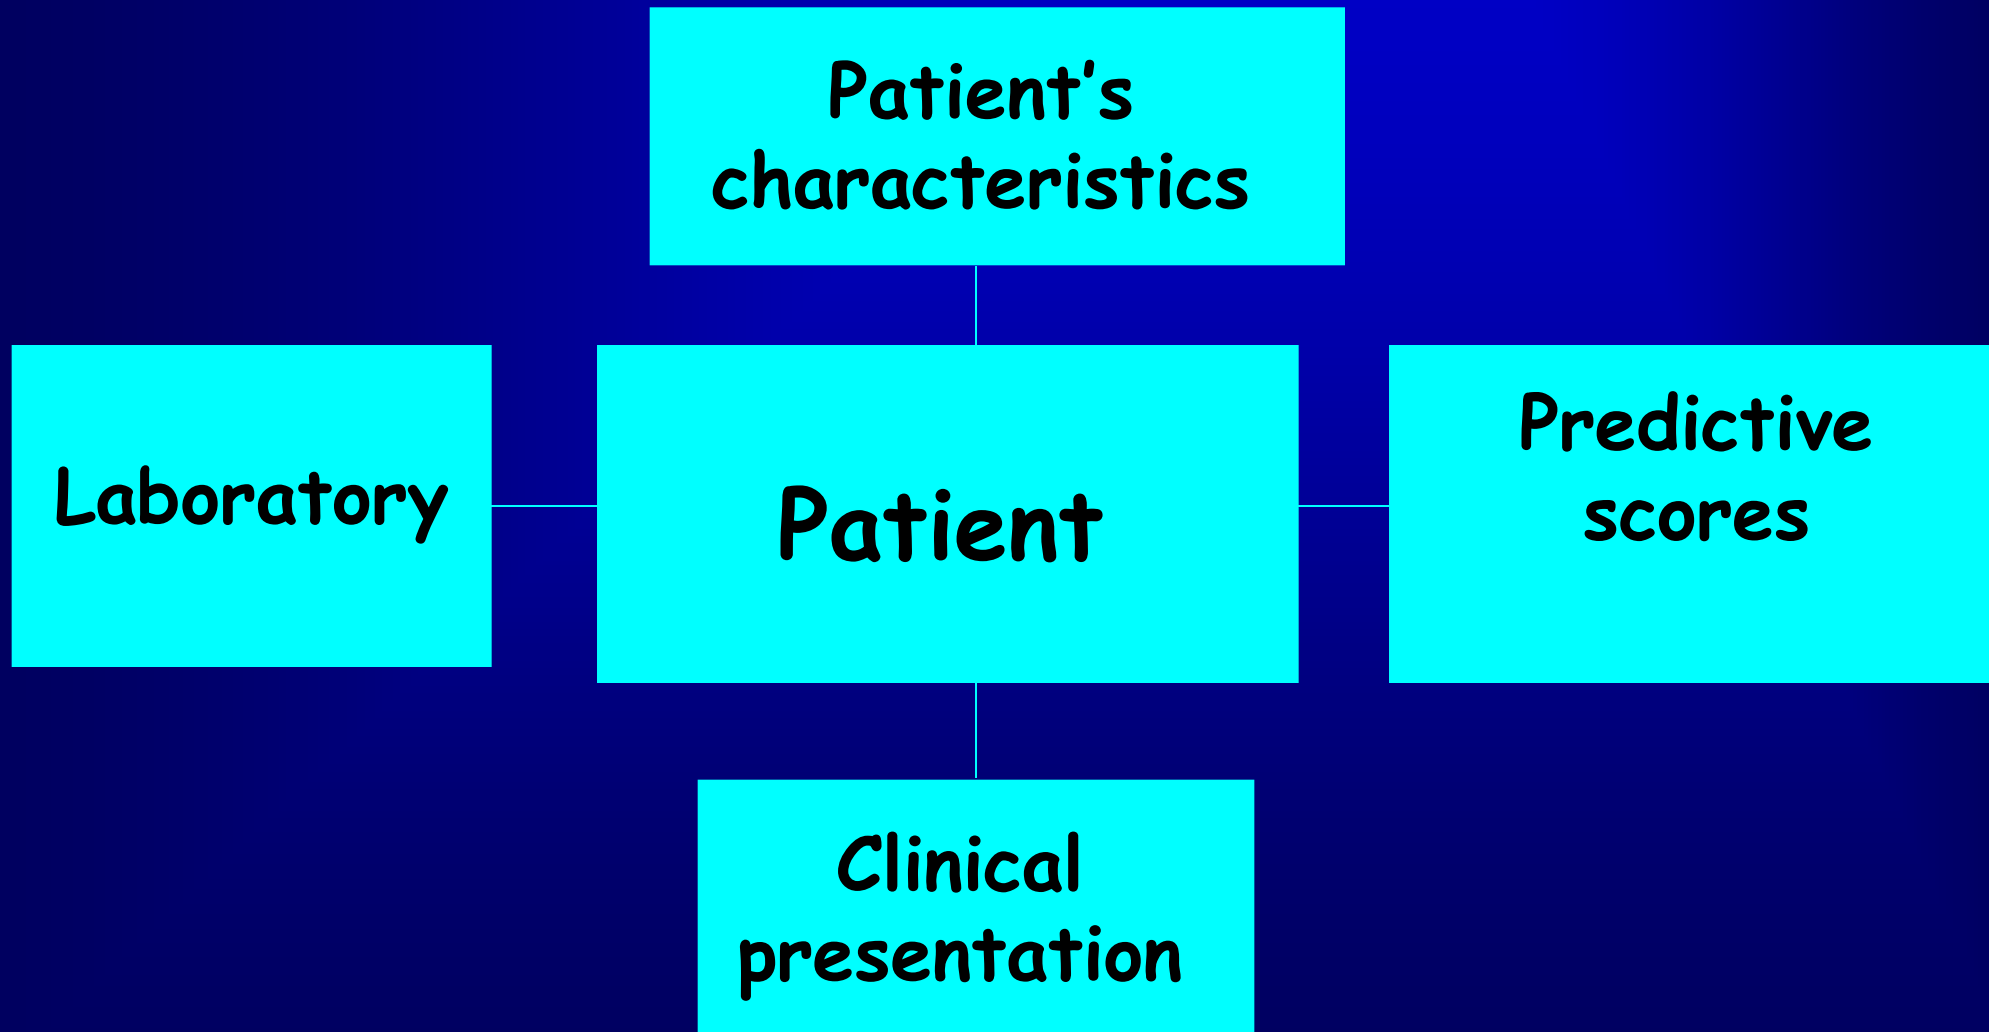 Patient’s
characteristics
Laboratory
Patient
Predictive
scores
Clinical
presentation